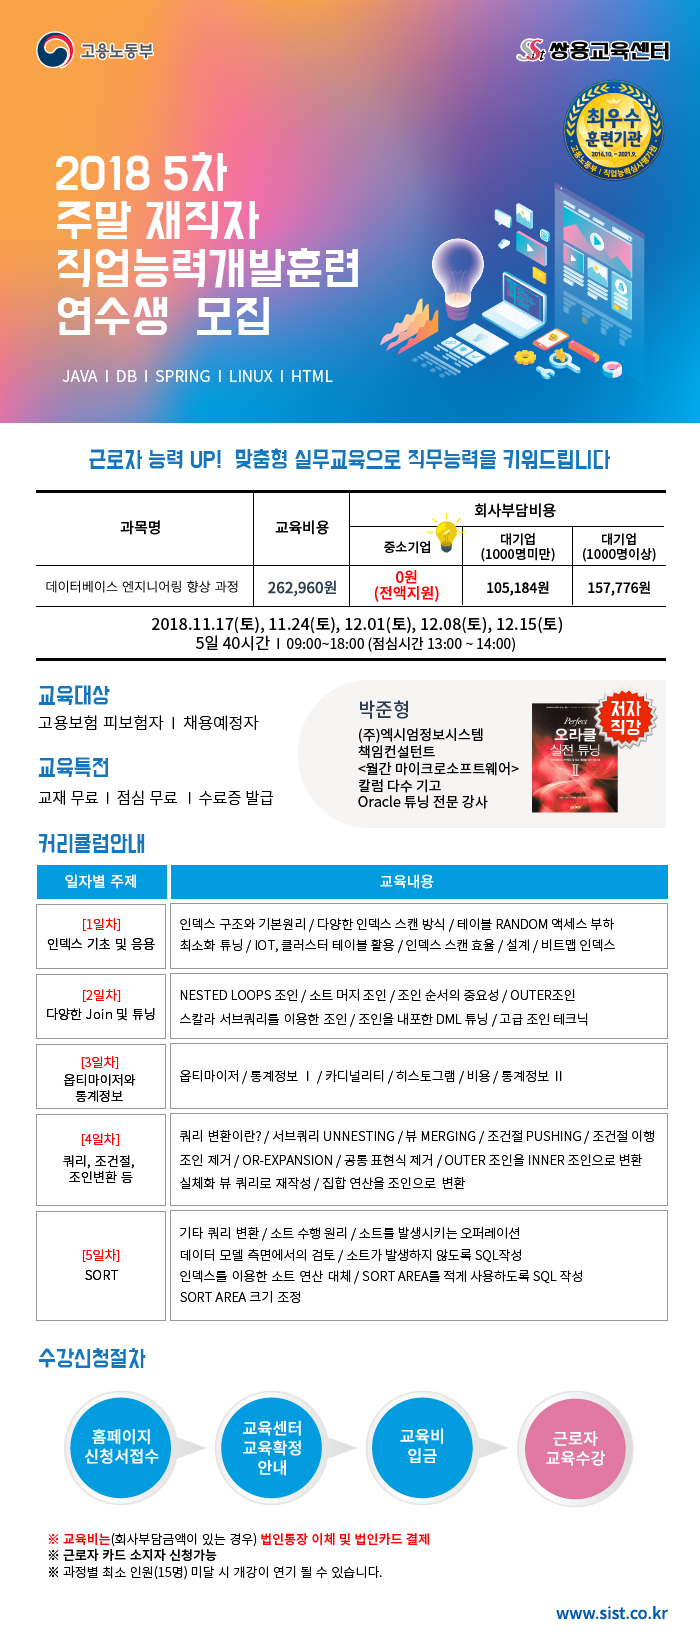 고용노동부
SSist 쌍용교육센터
최우수
훈련기관
2016.10. ~ 2021.9.
고용노동부 | 직업능력심사평가원
2018 5차
주말 재직자
직업능력개발훈련
연수생 모집
JAVA I DB I SPRING I LINUX I HTML
근로자 능력 UP! 맞춤형 실무교육으로 직무능력을 키워드립니다
과목명
교육비용
회사부담비용
중소기업
대기업
(1000명미만)
대기업
(1000명이상)
데이터베이스 엔지니어링 향상 과정
262,960원
0원
(전액지원)
105,184원
157,776원
2018.11.17(토), 11.24(토), 12.01(토), 12.08(토), 12.15(토)
5일 40시간 I 09:00~18:00 (점심시간 13:00 ~ 14:00)
교육대상
고용보험 피보험자 I 채용예정자
교육특전
교재 무료 I 점심 무료 I 수료증 발급
박준형
(주)엑시엄정보시스템
책임컨설턴트
<월간 마이크로소프트웨어>
칼럼 다수 기고
Oracle 튜닝 전문 강사
Perfect
오라클
실전 튜닝
II
저자
직강
커리큘럼안내
일자별 주제
교육내용
[1일차]
인덱스 기초 및 응용
인덱스 구조와 기본원리 / 다양한 인덱스 스캔 방식 / 테이블 RANDOM 액세스 부하
최소화 튜닝 / IOT, 클러스터 테이블 활용 / 인덱스 스캔 효율 / 설계 / 비트맵 인덱스
[2일차]
다양한 Join 및 튜닝
NESTED LOOPS 조인 / 소트 머지 조인 / 조인 순서의 중요성 / OUTER조인
스칼라 서브쿼리를 이용한 조인 / 조인을 내포한 DML 튜닝 / 고급 조인 테크닉
[3일차]
옵티마이저와
통계정보
옵티마이저 / 통계정보 Ⅰ / 카디널리티 / 히스토그램 / 비용 / 통계정보 Ⅱ
[4일차]
쿼리, 조건절,
조인변환 등
쿼리 변환이란? / 서브쿼리 UNNESTING / 뷰 MERGING / 조건절 PUSHING / 조건절 이행
조인 제거 / OR-EXPANSION / 공통 표현식 제거 / OUTER 조인을 INNER 조인으로 변환
실체화 뷰 쿼리로 재작성 / 집합 연산을 조인으로 변환
[5일차]
SORT
기타 쿼리 변환 / 소트 수행 원리 / 소트를 발생시키는 오퍼레이션
데이터 모델 측면에서의 검토 / 소트가 발생하지 않도록 SQL작성
인덱스를 이용한 소트 연산 대체 / SORT AREA를 적게 사용하도록 SQL 작성
SORT AREA 크기 조정
수강신청절차
홈페이지
신청서접수
교육센터
교육확정
안내
교육비
입금
근로자
교육수강
※ 교육비는(회사부담금액이 있는 경우) 법인통장 이체 및 법인카드 결제
※ 근로자 카드 소지자 신청가능
※ 과정별 최소 인원(15명) 미달 시 개강이 연기 될 수 있습니다.
www.sist.co.kr